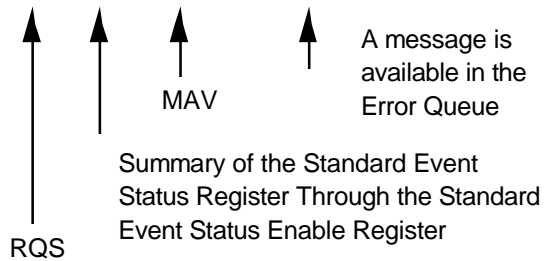 A message is
available in the
Error Queue
MAV
Summary of the Standard Event
Status Register Through the Standard
Event Status Enable Register
RQS